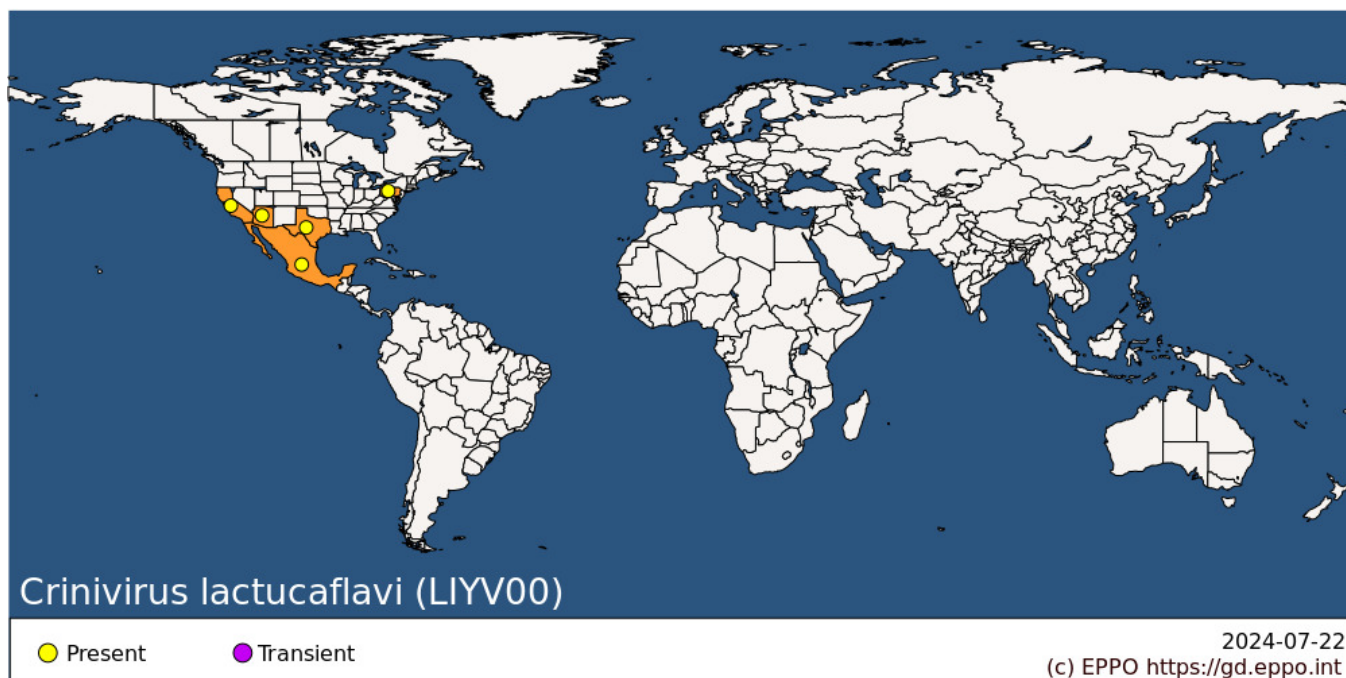 Crinivirus lactucaflavi (LIYV00)
Present
Transient
2024-07-22
(c) EPPO https://gd.eppo.int